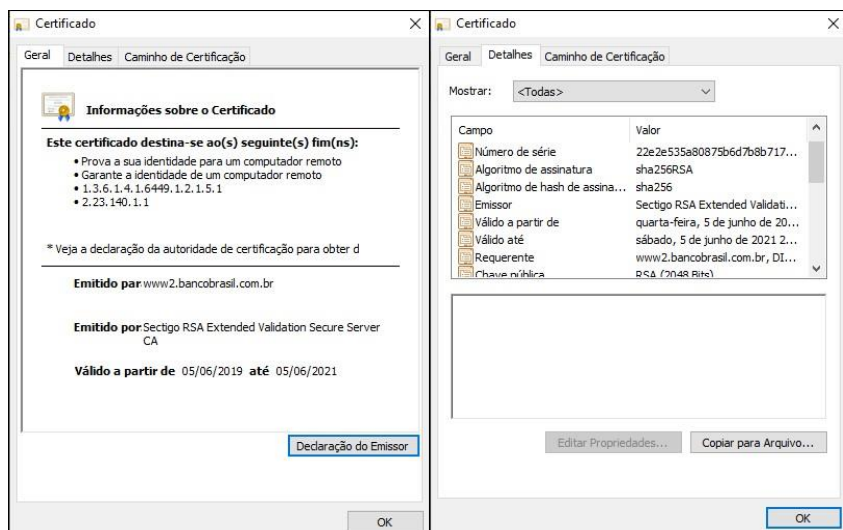 Certificado
Geral Detalhes Caminho de Certificação
Informações sobre o Certificado
Este certificado destina-se ao(s) seguinte(s) fim(ns):
• Prova a sua identidade para um computador remoto
• Garante a identidade de um computador remoto
• 1.3.6.1.4.1.6449.1.2.1.5.1
• 2.23.140.1.1
* Veja a declaração da autoridade de certificação para obter d
Emitido par www2.bancobrasil.com.br
Emitido por Sectigo RSA Extended Validation Secure Server
CA
Válido a partir de 05/06/2019 até 05/06/2021
Declaração do Emissor
OK
Certificado
Geral Detalhes Caminho de Certificação
Mostrar: <Todas>
Campo Valor
Número de série 22e2e535a80875b6d7b8b717...
Algoritmo de assinatura sha256RSA
Algoritmo de hash de assina... sha256
Emissor Sectigo RSA Extended Validati...
Válido a partir de quarta-feira, 5 de junho de 20...
Válido até sábado, 5 de junho de 2021 2...
Requerente www2.bancobrasil.com.br, DI...
Chave pública RSA (2048 Bits)
Editar Propriedades... Copiar para Arquivo...
OK